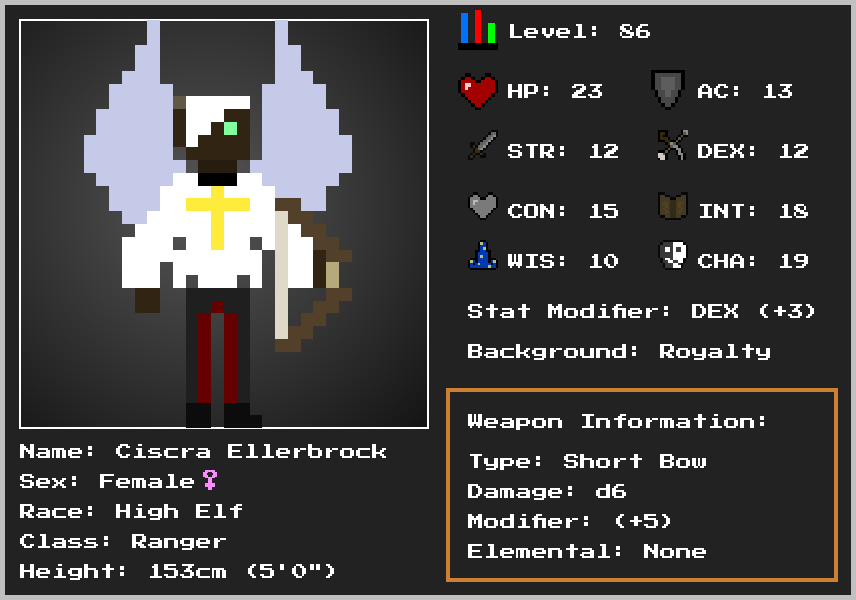 Level: 86
HP: 23
AC: 13
STR: 12
DEX: 12
CON: 15
INT: 18
WIS: 10
CHA: 19
Stat Modifier: DEX (+3)
Background: Royalty
Weapon Information:
Type: Short Bow
Damage: d6
Modifier: (+5)
Elemental: None
Name: Ciscra Ellerbrock
Sex: Female♀
Race: High Elf
Class: Ranger
Height: 153cm (5'0")